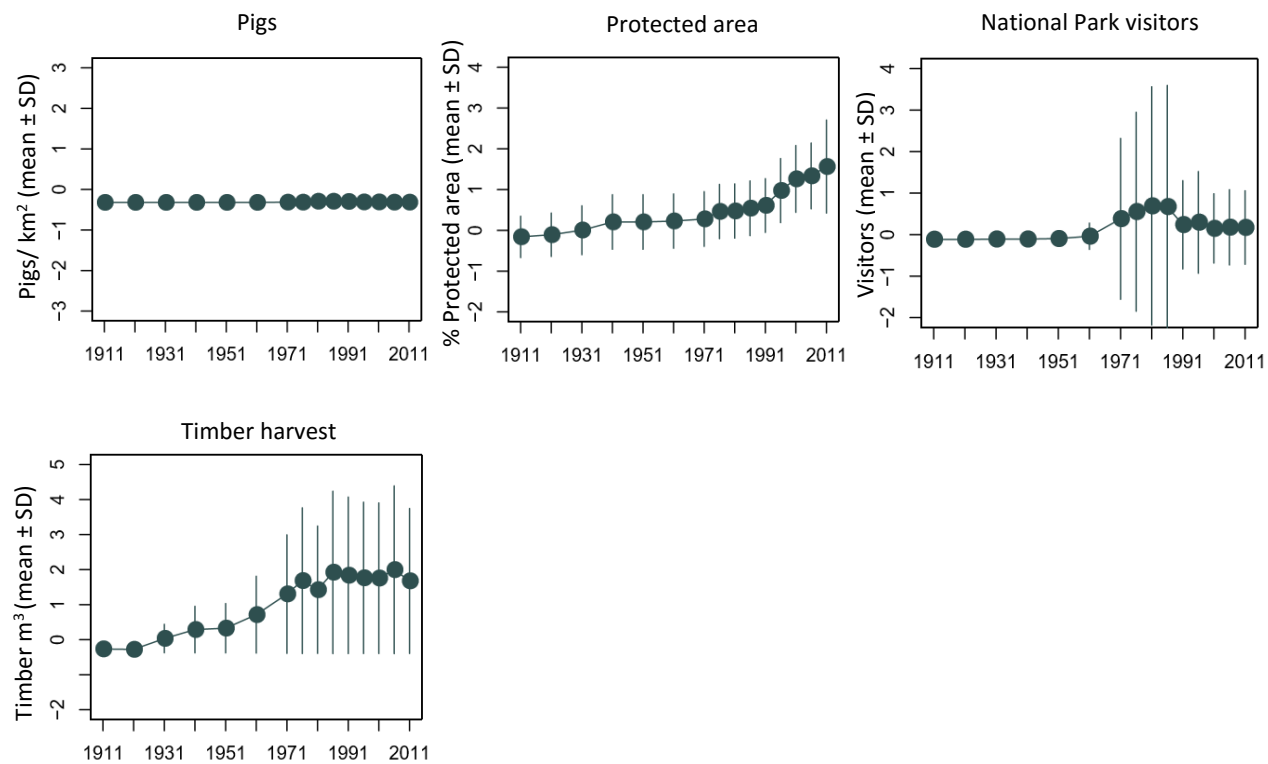 Pigs
Pigs/ km² (mean ± SD)
3
2
1
0
−1
−2
−3
1911 1931 1951 1971 1991 2011
Protected area
% Protected area (mean ± SD)
4
3
2
1
0
−1
−2
1911 1931 1951 1971 1991 2011
National Park visitors
Visitors (mean ± SD)
4
3
2
1
0
−1
−2
1911 1931 1951 1971 1991 2011
Timber harvest
Timber m³ (mean ± SD)
5
4
3
2
1
0
−2
1911 1931 1951 1971 1991 2011